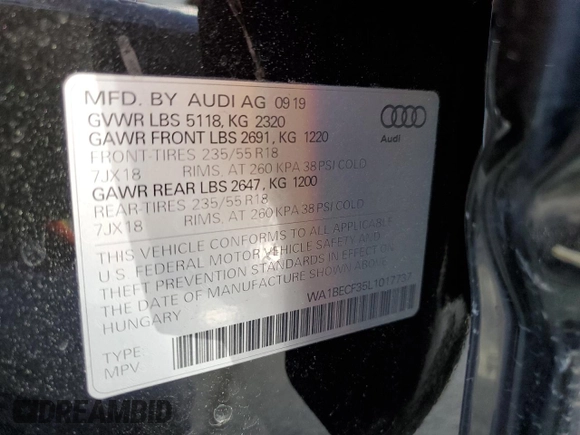 MFD. BY AUDI AG 09 19
GVWR LBS 5118, KG 2320
GAWR FRONT LBS 2691, KG 1220
FRONT-TIRES 235/55 R18
7JX18 RIMS, AT 260 KPA 38 PSI COLD
GAWR REAR LBS 2647, KG 1200
REAR-TIRES 235/55 R18
7JX18 RIMS, AT 260 KPA 38 PSI COLD
Audi
THIS VEHICLE CONFORMS TO ALL APPLICABLE
U.S. FEDERAL MOTOR VEHICLE SAFETY AND
THEFT PREVENTION STANDARDS IN EFFECT ON
THE DATE OF MANUFACTURE SHOWN ABOVE.
HUNGARY
WA1BECF35L1017737
TYPE
MPV
DREAMBID